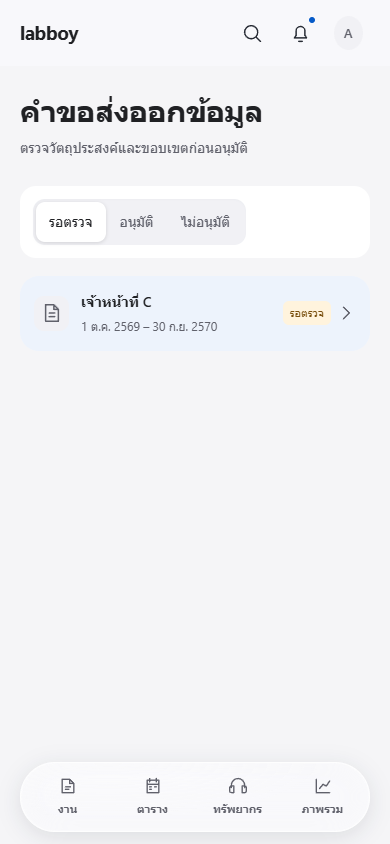 labboy
A
คำขอส่งออกข้อมูล
ตรวจวัตถุประสงค์และขอบเขตก่อนอนุมัติ
รอตรวจ อนุมัติ ไม่อนุมัติ
เจ้าหน้าที่ C
1 ต.ค. 2569 – 30 ก.ย. 2570
รอตรวจ
งาน ตาราง ทรัพยากร ภาพรวม